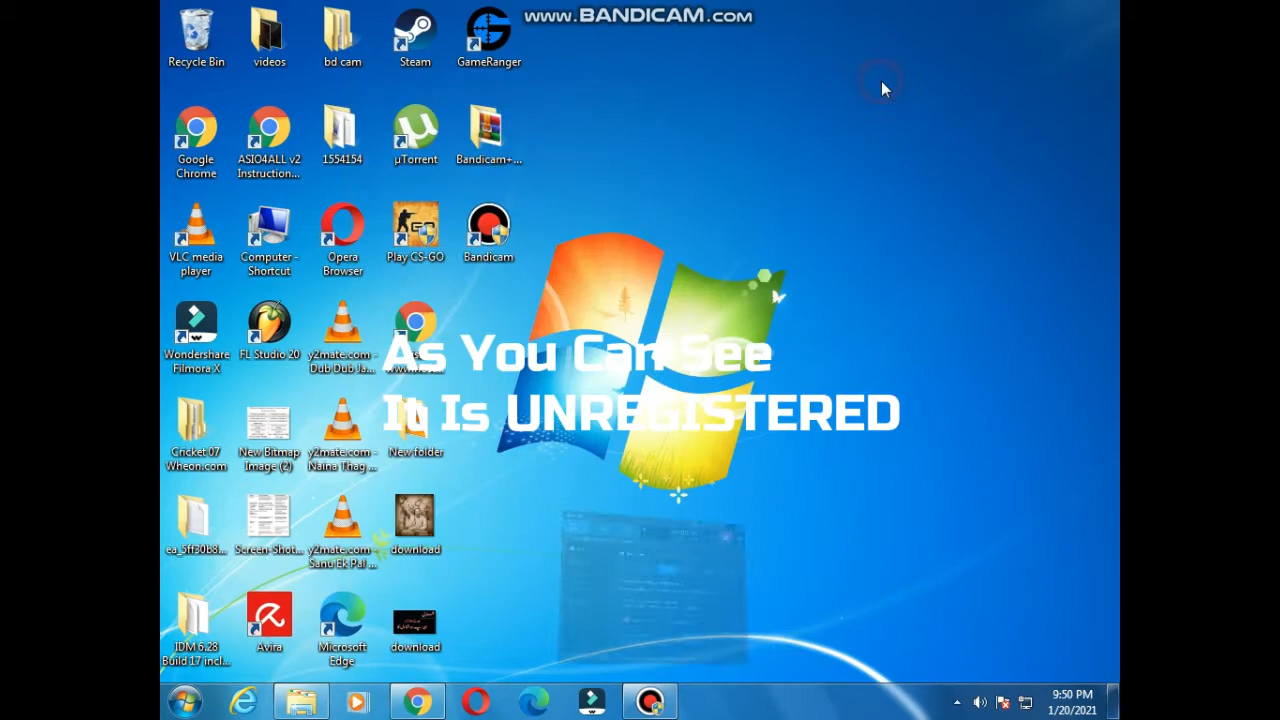 www.BANDICAM.com
Recycle Bin
videos
bd cam
Steam
GameRanger
Google
Chrome
ASIO4ALL v2
Instruction...
1554154
µTorrent
Bandicam+...
VLC media
player
Computer -
Shortcut
Opera
Browser
Play CS-GO
Bandicam
Wondershare
Filmora X
FL Studio 20
y2mate.com -
Dub Dub Ja...
As You Can See
It Is UNREGISTERED
Cricket 07
Wheon.com
New Bitmap
Image (2)
y2mate.com -
Naina Thag ...
New folder
ea_5ff30b8...
Screen-Shot...
y2mate.com -
Sanu Ek Pal ...
download
IDM 6.28
Build 17 incl...
Avira
Microsoft
Edge
download
9:50 PM
1/20/2021